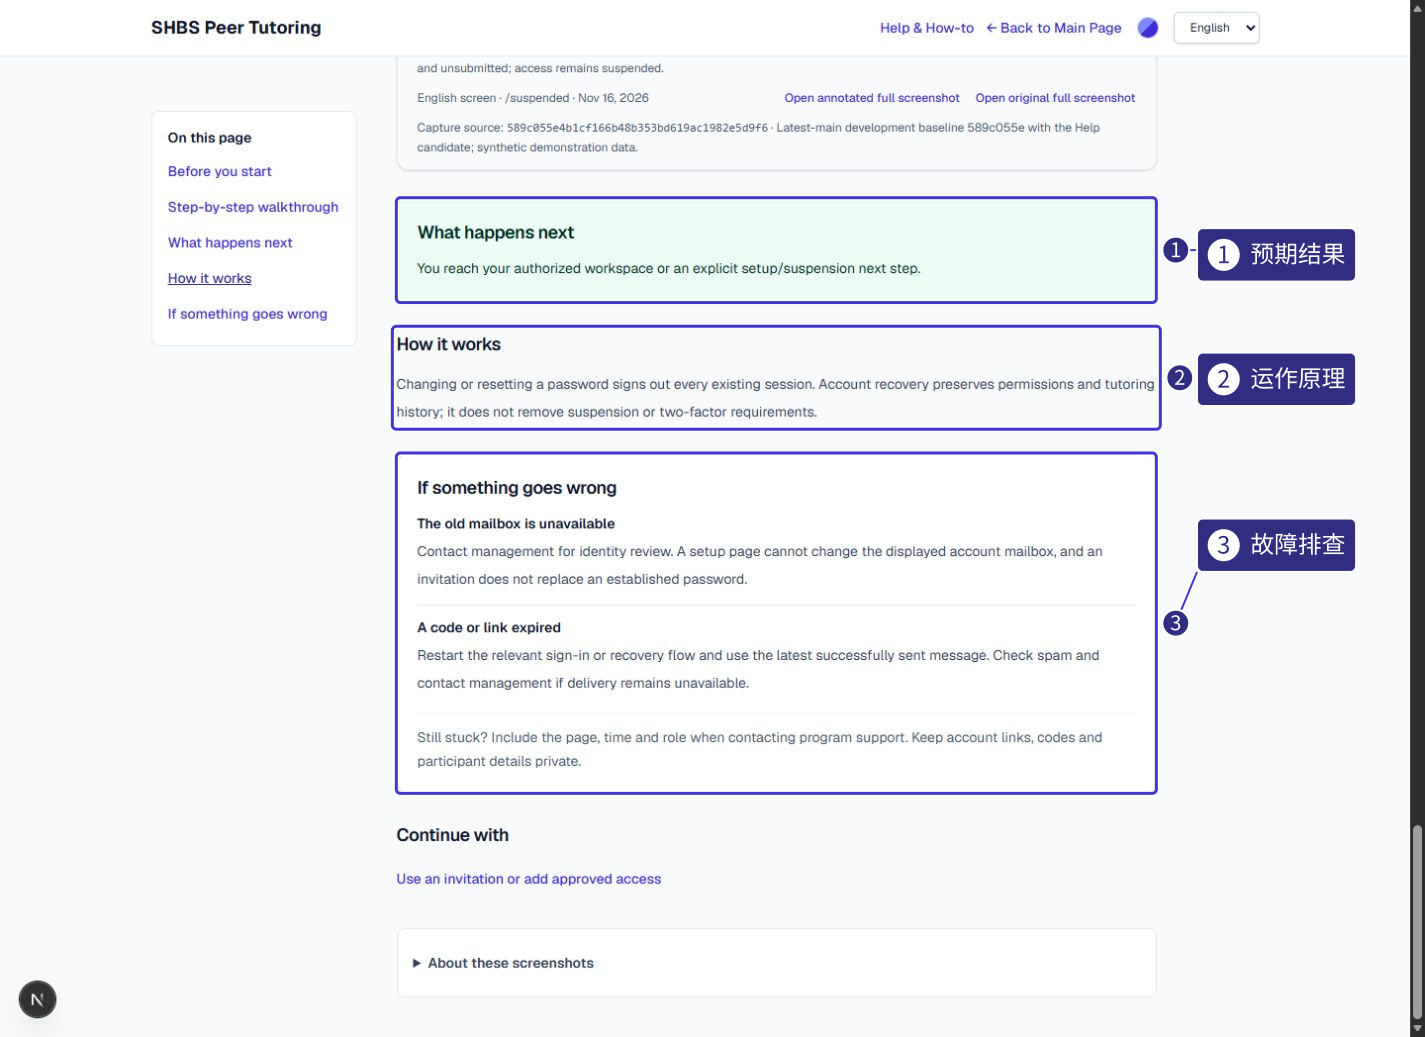 SHBS Peer Tutoring
Help & How-to
← Back to Main Page
English
On this page
Before you start
Step-by-step walkthrough
What happens next
How it works
If something goes wrong
and unsubmitted; access remains suspended.
English screen · /suspended · Nov 16, 2026
Open annotated full screenshot
Open original full screenshot
Capture source: 589c055e4b1cf166b48b353bd619ac1982e5d9f6 · Latest-main development baseline 589c055e with the Help
candidate; synthetic demonstration data.
What happens next
You reach your authorized workspace or an explicit setup/suspension next step.
1
1 预期结果
How it works
Changing or resetting a password signs out every existing session. Account recovery preserves permissions and tutoring
history; it does not remove suspension or two-factor requirements.
2
2 运作原理
If something goes wrong
The old mailbox is unavailable
Contact management for identity review. A setup page cannot change the displayed account mailbox, and an
invitation does not replace an established password.
A code or link expired
Restart the relevant sign-in or recovery flow and use the latest successfully sent message. Check spam and
contact management if delivery remains unavailable.
Still stuck? Include the page, time and role when contacting program support. Keep account links, codes and
participant details private.
3
3 故障排查
Continue with
Use an invitation or add approved access
▶ About these screenshots
N